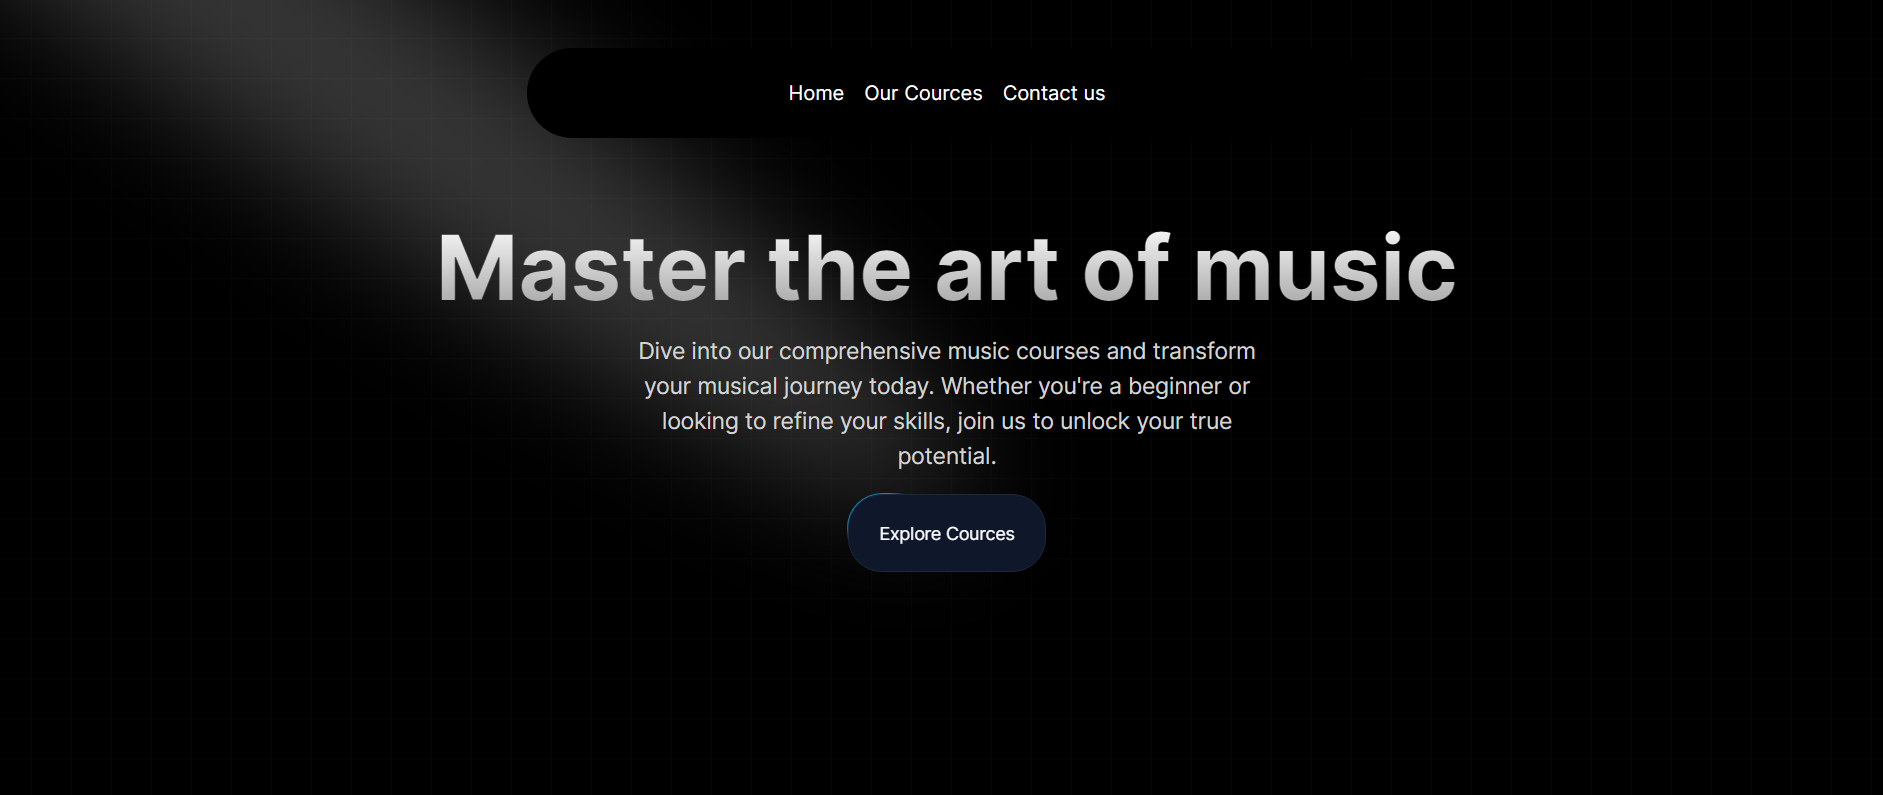 Home Our Cources Contact us
Master the art of music
Dive into our comprehensive music courses and transform
your musical journey today. Whether you're a beginner or
looking to refine your skills, join us to unlock your true
potential.
Explore Cources